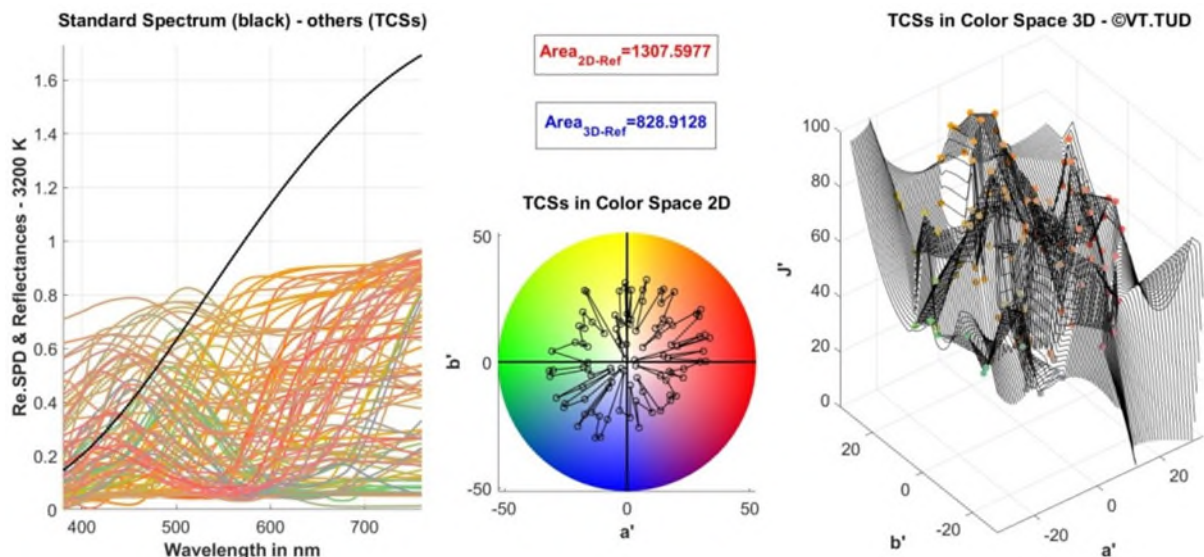 Standard Spectrum (black) - others (TCSs)
Re.SPD & Reflectances - 3200 K
1.6
1.4
1.2
1
0.8
0.6
0.4
0.2
0
400
500
600
700
Wavelength in nm
Area2D-Ref=1307.5977
Area3D-Ref=828.9128
TCSs in Color Space 2D
b'
50
0
-50
-50
0
50
a'
TCSs in Color Space 3D - ©VT.TUD
J'
100
80
60
40
20
0
20
0
-20
b'
-20
0
20
a'